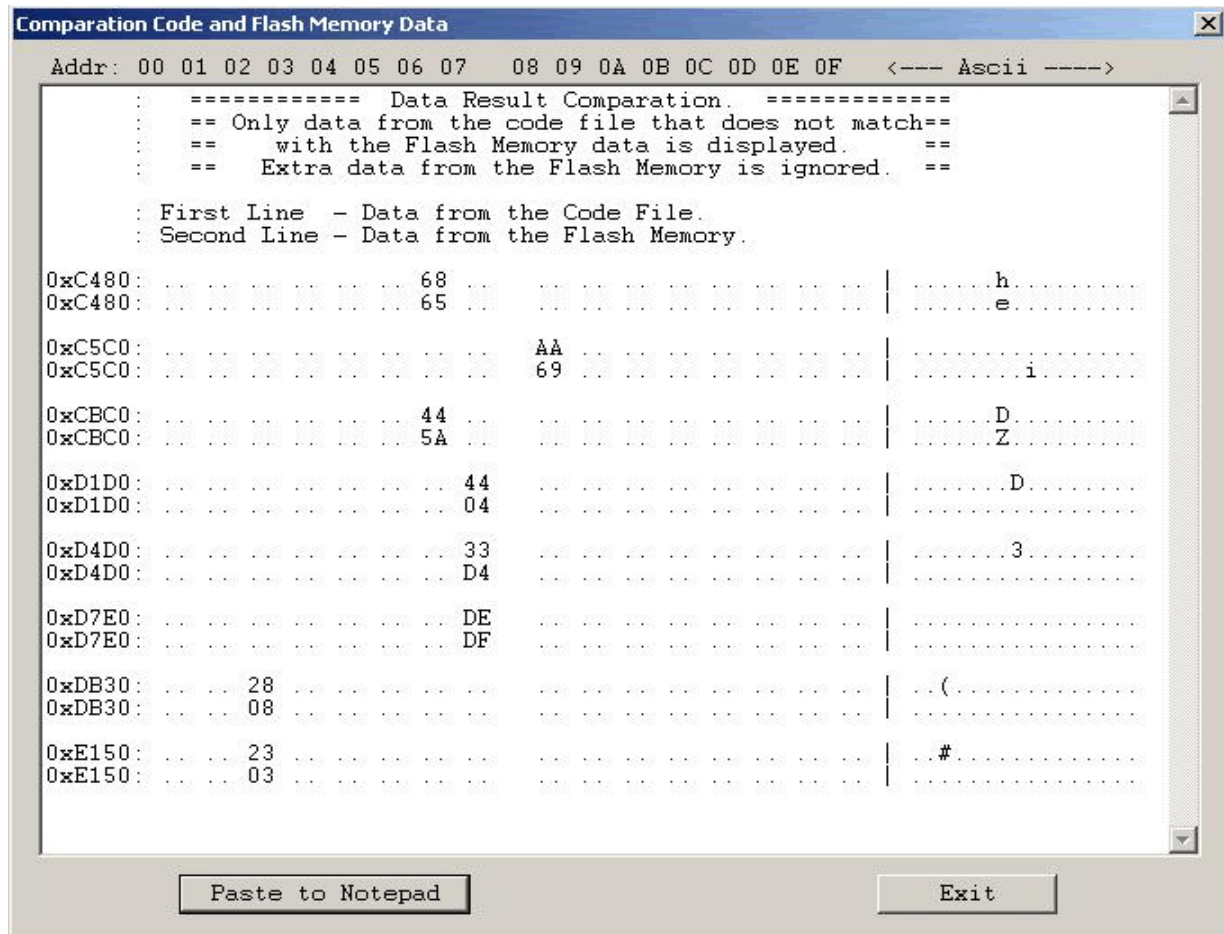 Comparation Code and Flash Memory Data
Addr: 00 01 02 03 04 05 06 07 08 09 0A 0B 0C 0D 0E 0F <--- Ascii ---->
: ============ Data Result Comparation. =============
: == Only data from the code file that does not match==
: == with the Flash Memory data is displayed. ==
: == Extra data from the Flash Memory is ignored. ==
: First Line - Data from the Code File.
: Second Line - Data from the Flash Memory.
0xC480: .. .. .. .. .. .. 68 .. .. .. .. .. .. .. .. .. | ......h.........
0xC480: .. .. .. .. .. .. 65 .. .. .. .. .. .. .. .. .. | ......e.........
0xC5C0: .. .. .. .. .. .. .. .. AA .. .. .. .. .. .. .. | ................
0xC5C0: .. .. .. .. .. .. .. .. 69 .. .. .. .. .. .. .. | ........i.......
0xCBC0: .. .. .. .. .. .. 44 .. .. .. .. .. .. .. .. .. | ......D.........
0xCBC0: .. .. .. .. .. .. 5A .. .. .. .. .. .. .. .. .. | ......Z.........
0xD1D0: .. .. .. .. .. .. .. 44 .. .. .. .. .. .. .. .. | .......D........
0xD1D0: .. .. .. .. .. .. .. 04 .. .. .. .. .. .. .. .. | ................
0xD4D0: .. .. .. .. .. .. .. 33 .. .. .. .. .. .. .. .. | .......3........
0xD4D0: .. .. .. .. .. .. .. D4 .. .. .. .. .. .. .. .. | ................
0xD7E0: .. .. .. .. .. .. .. DE .. .. .. .. .. .. .. .. | ................
0xD7E0: .. .. .. .. .. .. .. DF .. .. .. .. .. .. .. .. | ................
0xDB30: .. .. 28 .. .. .. .. .. .. .. .. .. .. .. .. .. | ..(.............
0xDB30: .. .. 08 .. .. .. .. .. .. .. .. .. .. .. .. .. | ................
0xE150: .. .. 23 .. .. .. .. .. .. .. .. .. .. .. .. .. | ..#.............
0xE150: .. .. 03 .. .. .. .. .. .. .. .. .. .. .. .. .. | ................
Paste to Notepad
Exit